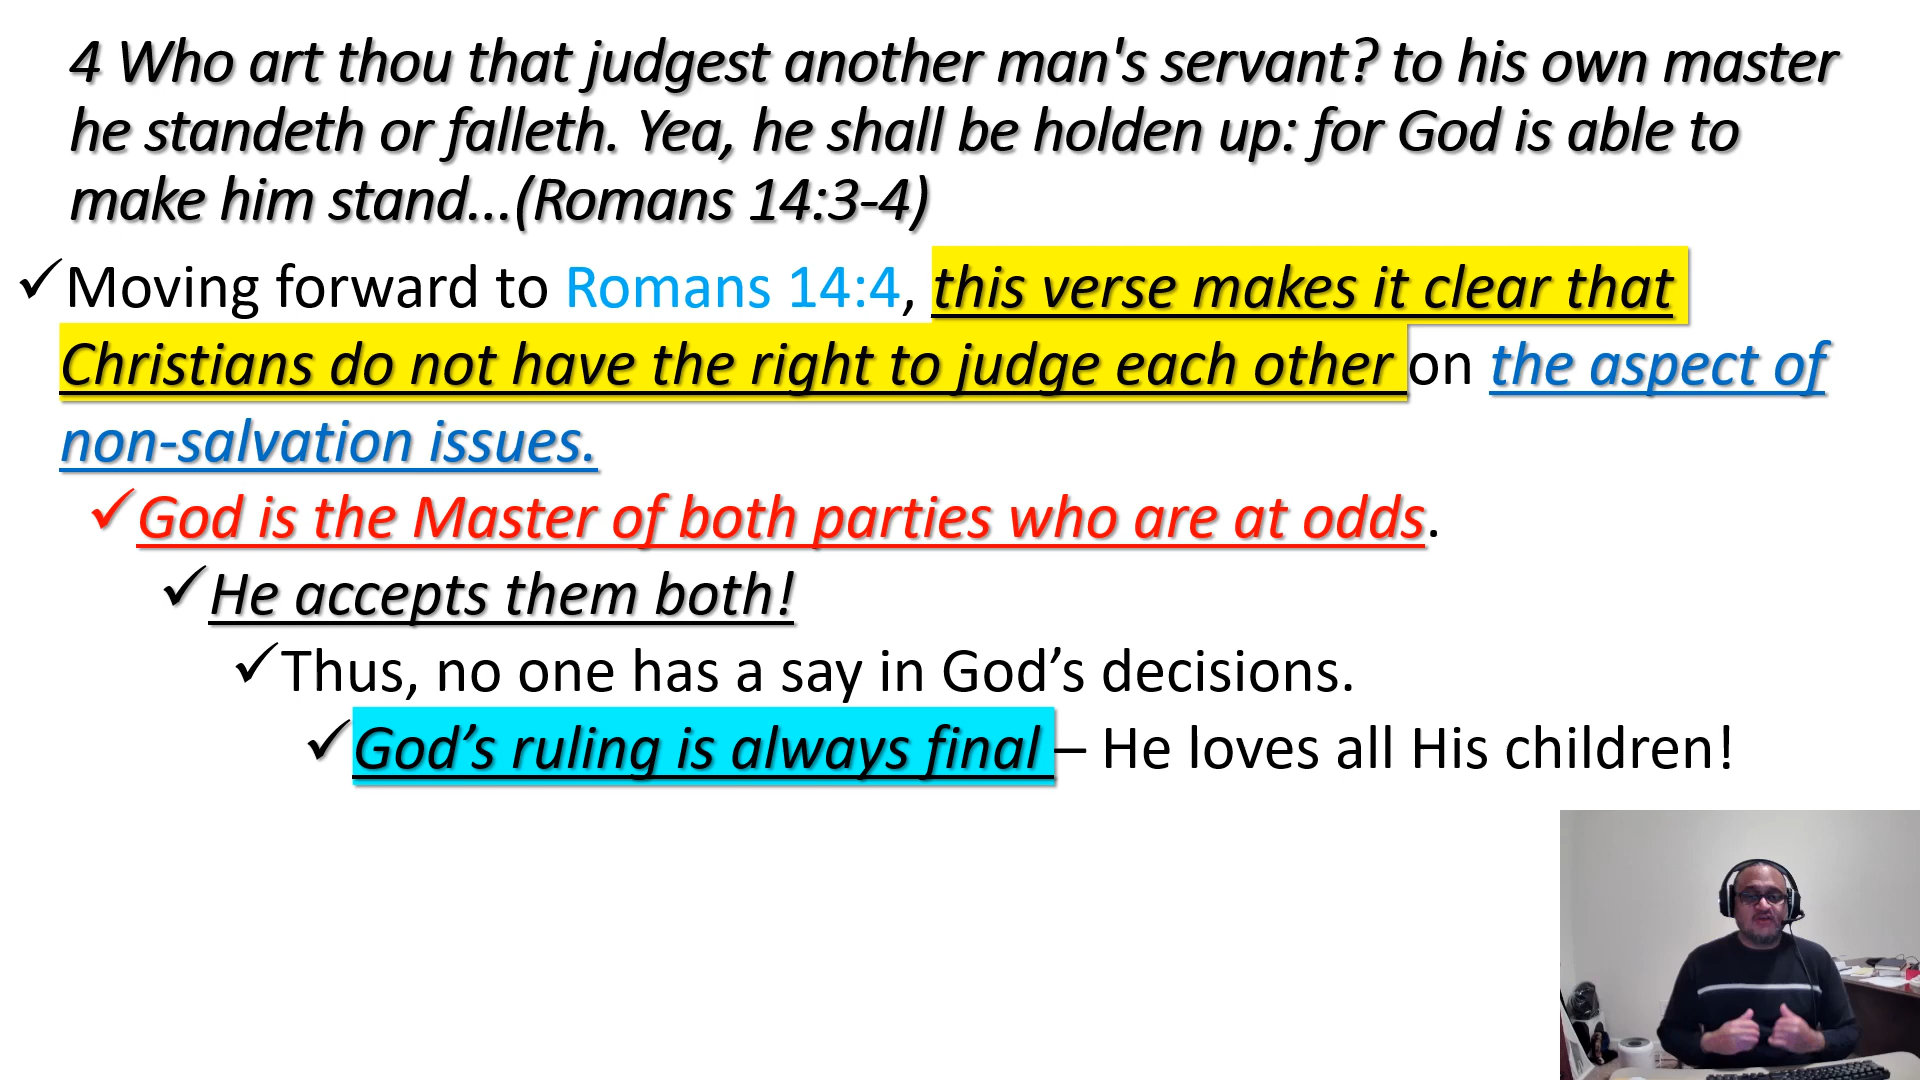 4 Who art thou that judgest another man's servant? to his own master
he standeth or falleth. Yea, he shall be holden up: for God is able to
make him stand...(Romans 14:3-4)
✓Moving forward to Romans 14:4, this verse makes it clear that
Christians do not have the right to judge each other on the aspect of
non-salvation issues.
✓God is the Master of both parties who are at odds.
✓He accepts them both!
✓Thus, no one has a say in God’s decisions.
✓God’s ruling is always final – He loves all His children!